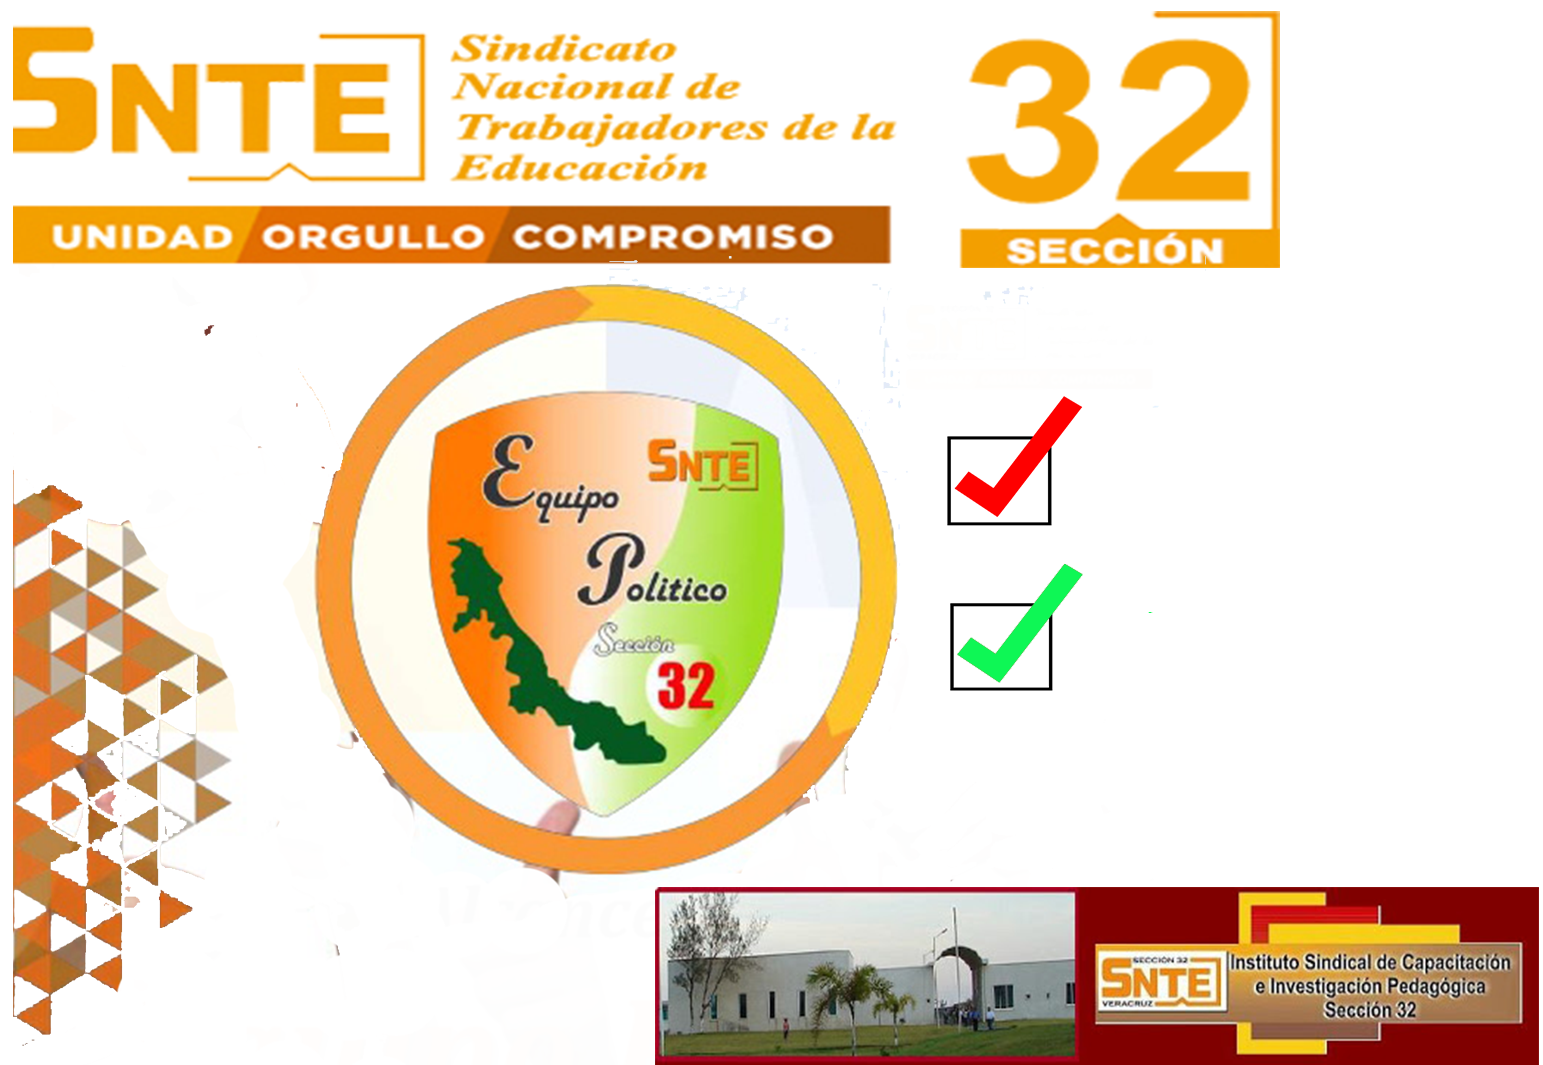 SNTE
Sindicato
Nacional de
Trabajadores de la
Educación
UNIDAD ORGULLO COMPROMISO
32
SECCIÓN
Equipo
Politico
SNTE
Sección
32
SECCIÓN 32
SNTE
VERACRUZ
Instituto Sindical de Capacitación
e Investigación Pedagógica
Sección 32